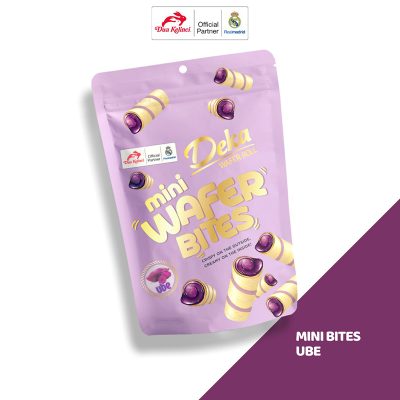 Dua Kelinci
Official
Partner
Realmadrid
Dua Kelinci
Official
Partner
Deka
WAFER ROLL
mini
WAFER
BITES
CRISPY ON THE OUTSIDE,
CREAMY ON THE INSIDE!
ube
MINI BITES
UBE